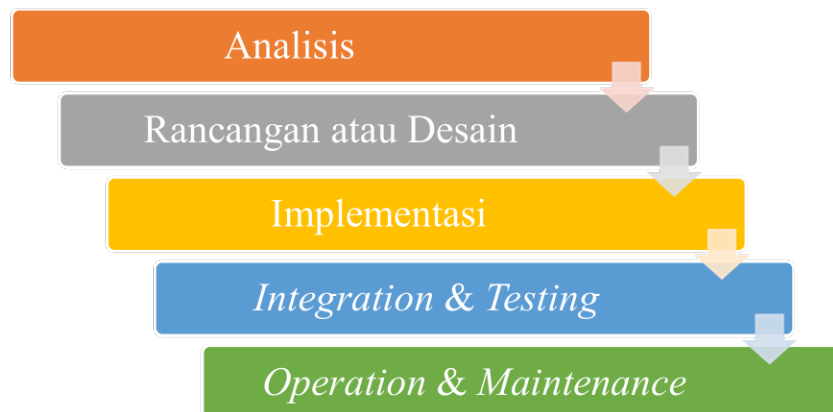 Analisis
Rancangan atau Desain
Implementasi
Integration & Testing
Operation & Maintenance